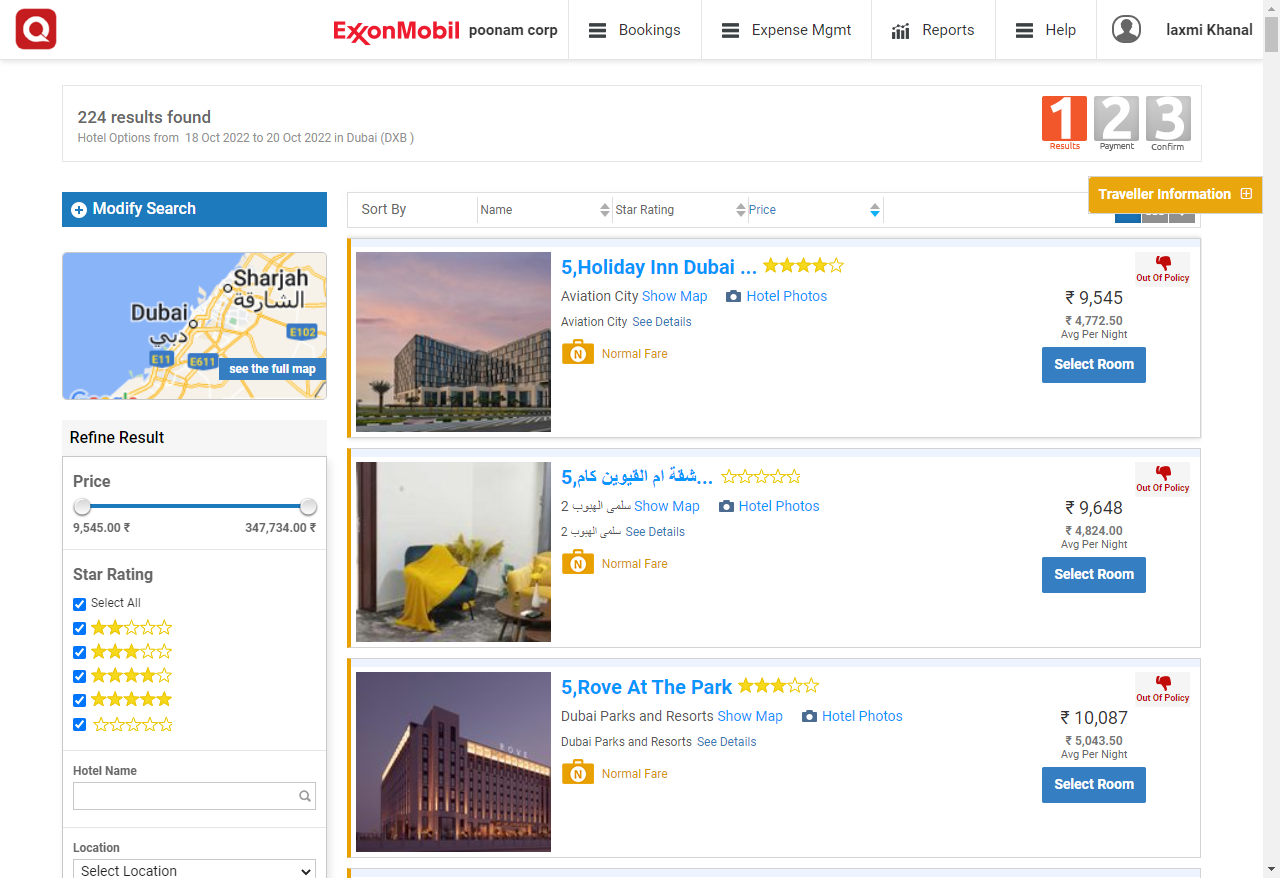 Q
ExxonMobil poonam corp Bookings Expense Mgmt Reports Help laxmi Khanal
224 results found
Hotel Options from 18 Oct 2022 to 20 Oct 2022 in Dubai (DXB )
1 2 3
Results Payment Confirm
Traveller Information
Modify Search
Sort By Name Star Rating Price
Sharjah
الشارقة
Dubai
دبي
E102
E11 E611
see the full map
Google
Refine Result
Price
9,545.00 ₹ 347,734.00 ₹
Star Rating
Select All
Hotel Name
Location
Select Location
5,Holiday Inn Dubai ...
Aviation City Show Map Hotel Photos
Aviation City See Details
N Normal Fare
Out Of Policy
₹ 9,545
₹ 4,772.50
Avg Per Night
Select Room
5,شقة ام القيوين كام...
سلمى الهبوب 2 Show Map Hotel Photos
سلمى الهبوب 2 See Details
N Normal Fare
Out Of Policy
₹ 9,648
₹ 4,824.00
Avg Per Night
Select Room
5,Rove At The Park
Dubai Parks and Resorts Show Map Hotel Photos
Dubai Parks and Resorts See Details
N Normal Fare
ROVE
Out Of Policy
₹ 10,087
₹ 5,043.50
Avg Per Night
Select Room